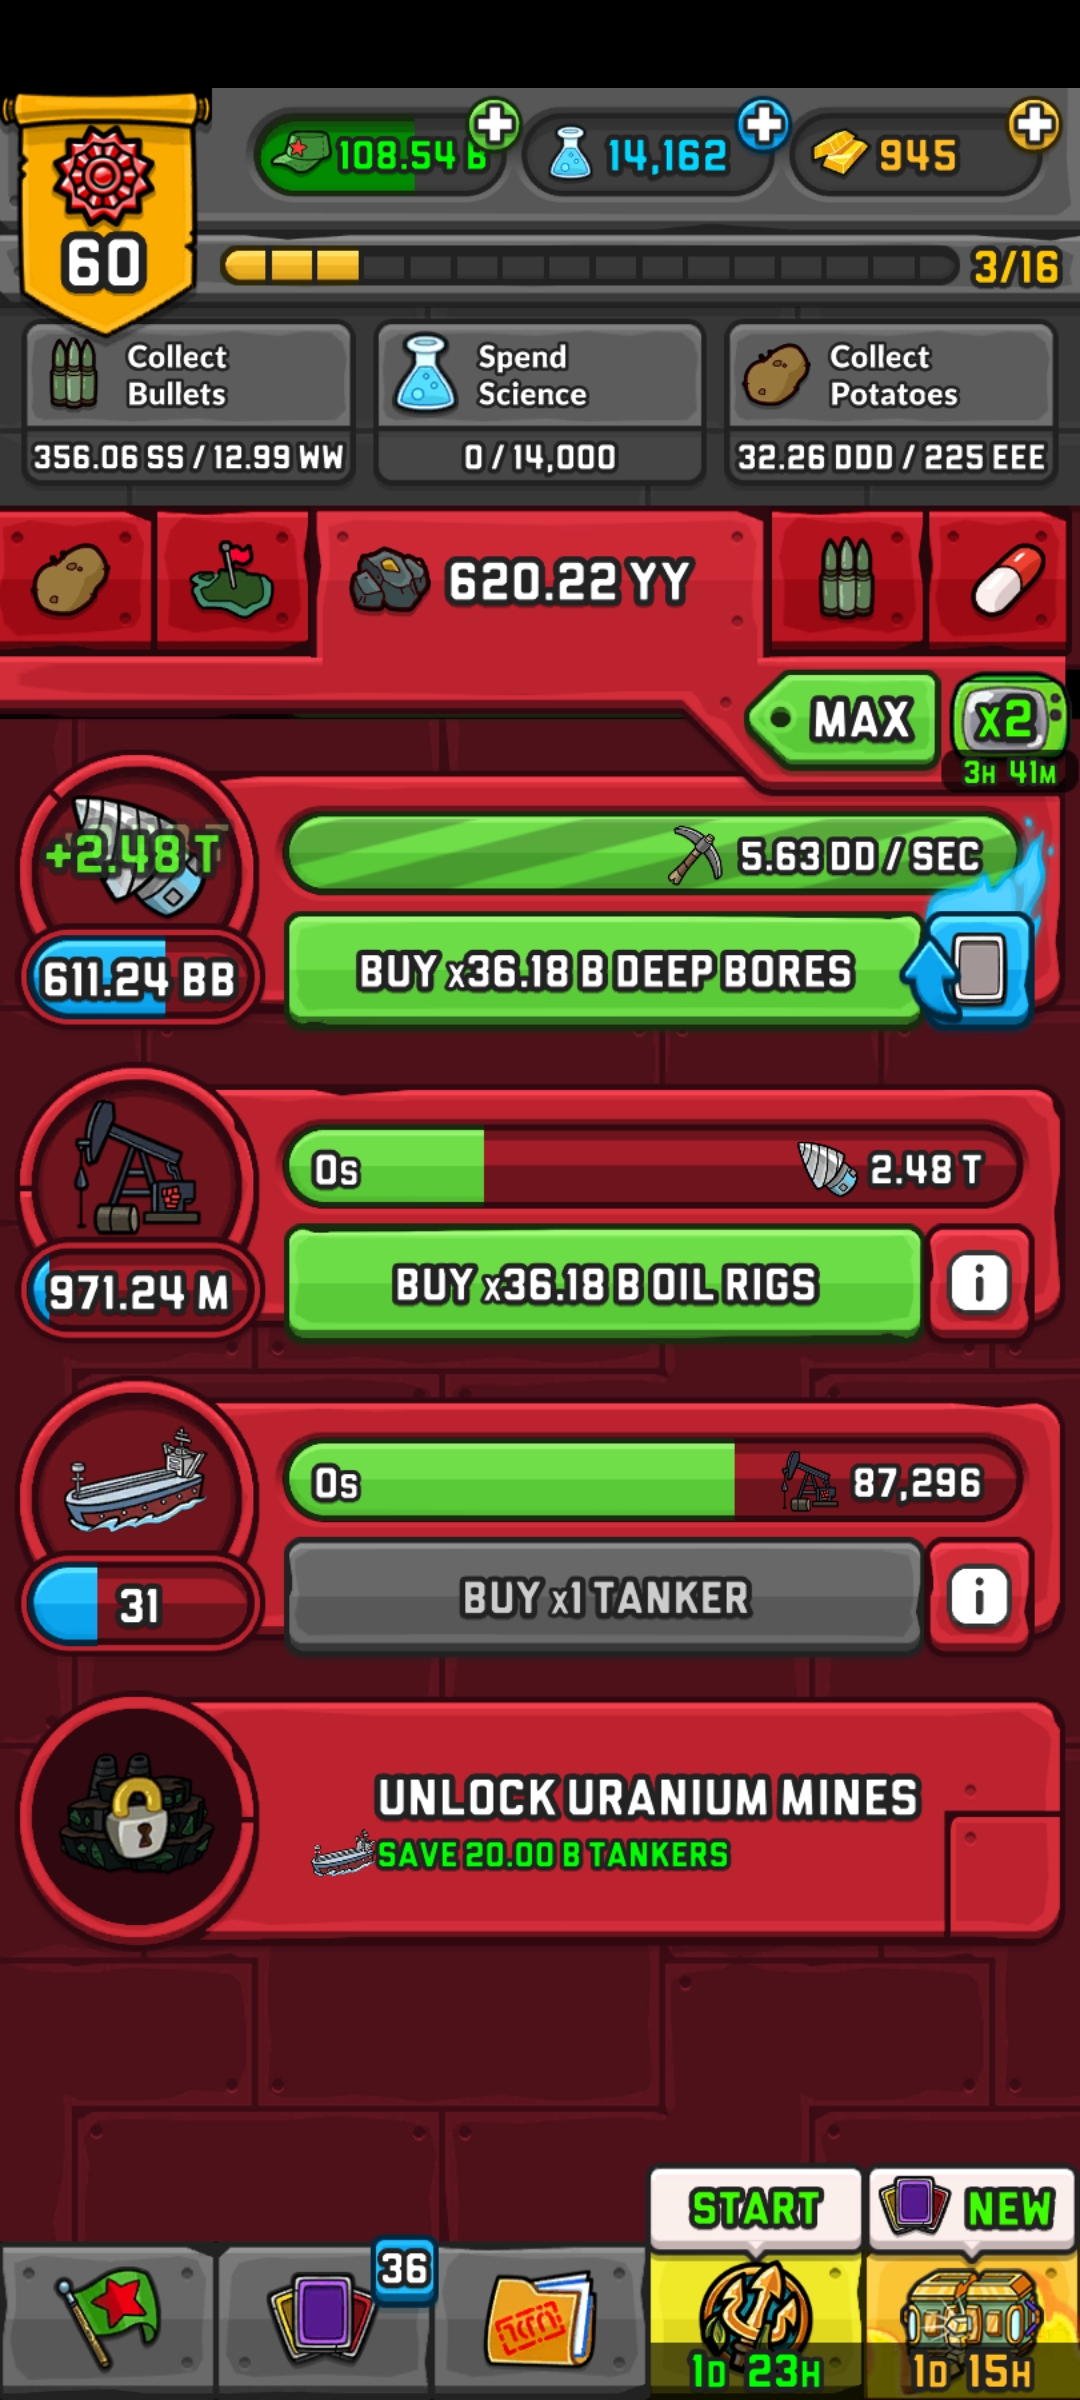 108.54 B
14,162
945
60
3/16
Collect
Bullets
356.06 SS / 12.99 WW
Spend
Science
0 / 14,000
Collect
Potatoes
32.26 DDD / 225 EEE
620.22 YY
MAX
x2
3H 41M
+2.48 T
5.63 DD / SEC
611.24 BB
BUY x36.18 B DEEP BORES
0s
2.48 T
971.24 M
BUY x36.18 B OIL RIGS
i
0s
87,296
31
BUY x1 TANKER
i
UNLOCK URANIUM MINES
SAVE 20.00 B TANKERS
START
NEW
36
1D 23H
1D 15H